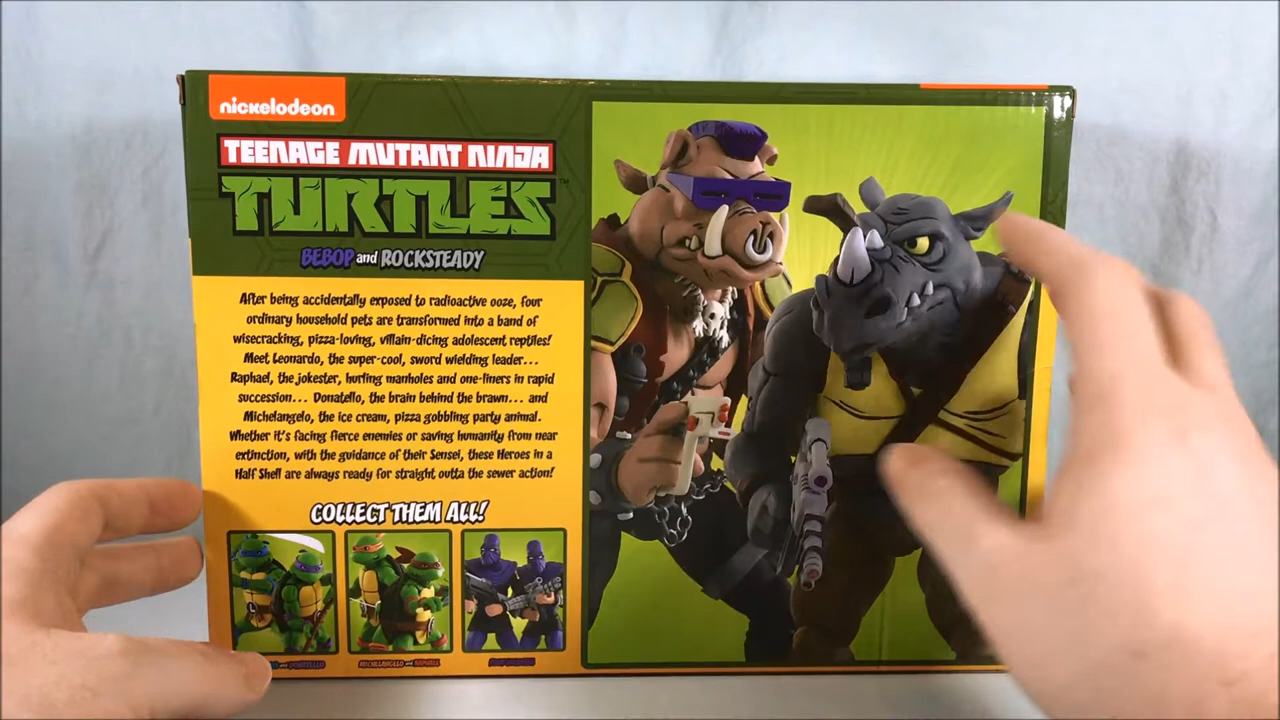 nickelodeon
TEENAGE MUTANT NINJA
TURTLES™
BEBOP and ROCKSTEADY
After being accidentally exposed to radioactive ooze, four
ordinary household pets are transformed into a band of
wisecracking, pizza-loving, villain-dicing adolescent reptiles!
Meet Leonardo, the super-cool, sword wielding leader...
Raphael, the jokester, hurling manholes and one-liners in rapid
succession... Donatello, the brain behind the brawn... and
Michelangelo, the ice cream, pizza gobbling party animal.
Whether it's facing fierce enemies or saving humanity from near
extinction, with the guidance of their Sensei, these Heroes in a
Half Shell are always ready for straight outta the sewer action!
COLLECT THEM ALL!
and DONATELLO
MICHELANGELO and RAPHAEL